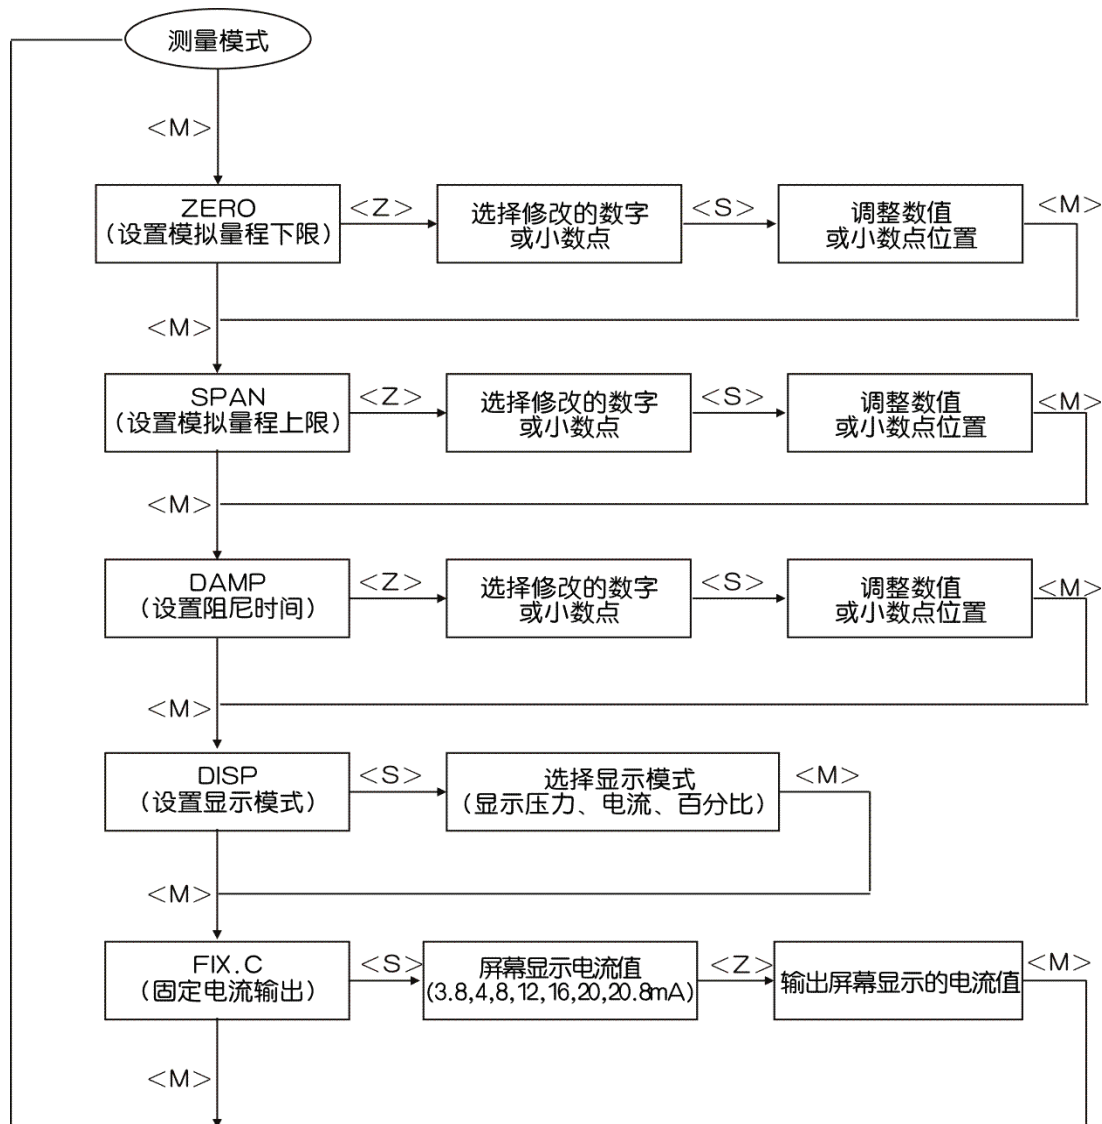 测量模式
<M>
ZERO
(设置模拟量程下限)
<Z>
选择修改的数字
或小数点
<S>
调整数值
或小数点位置
<M>
<M>
SPAN
(设置模拟量程上限)
<Z>
选择修改的数字
或小数点
<S>
调整数值
或小数点位置
<M>
<M>
DAMP
(设置阻尼时间)
<Z>
选择修改的数字
或小数点
<S>
调整数值
或小数点位置
<M>
<M>
DISP
(设置显示模式)
<S>
选择显示模式
(显示压力、电流、百分比)
<M>
<M>
FIX.C
(固定电流输出)
<S>
屏幕显示电流值
(3.8,4,8,12,16,20,20.8mA)
<Z>
输出屏幕显示的电流值
<M>
<M>